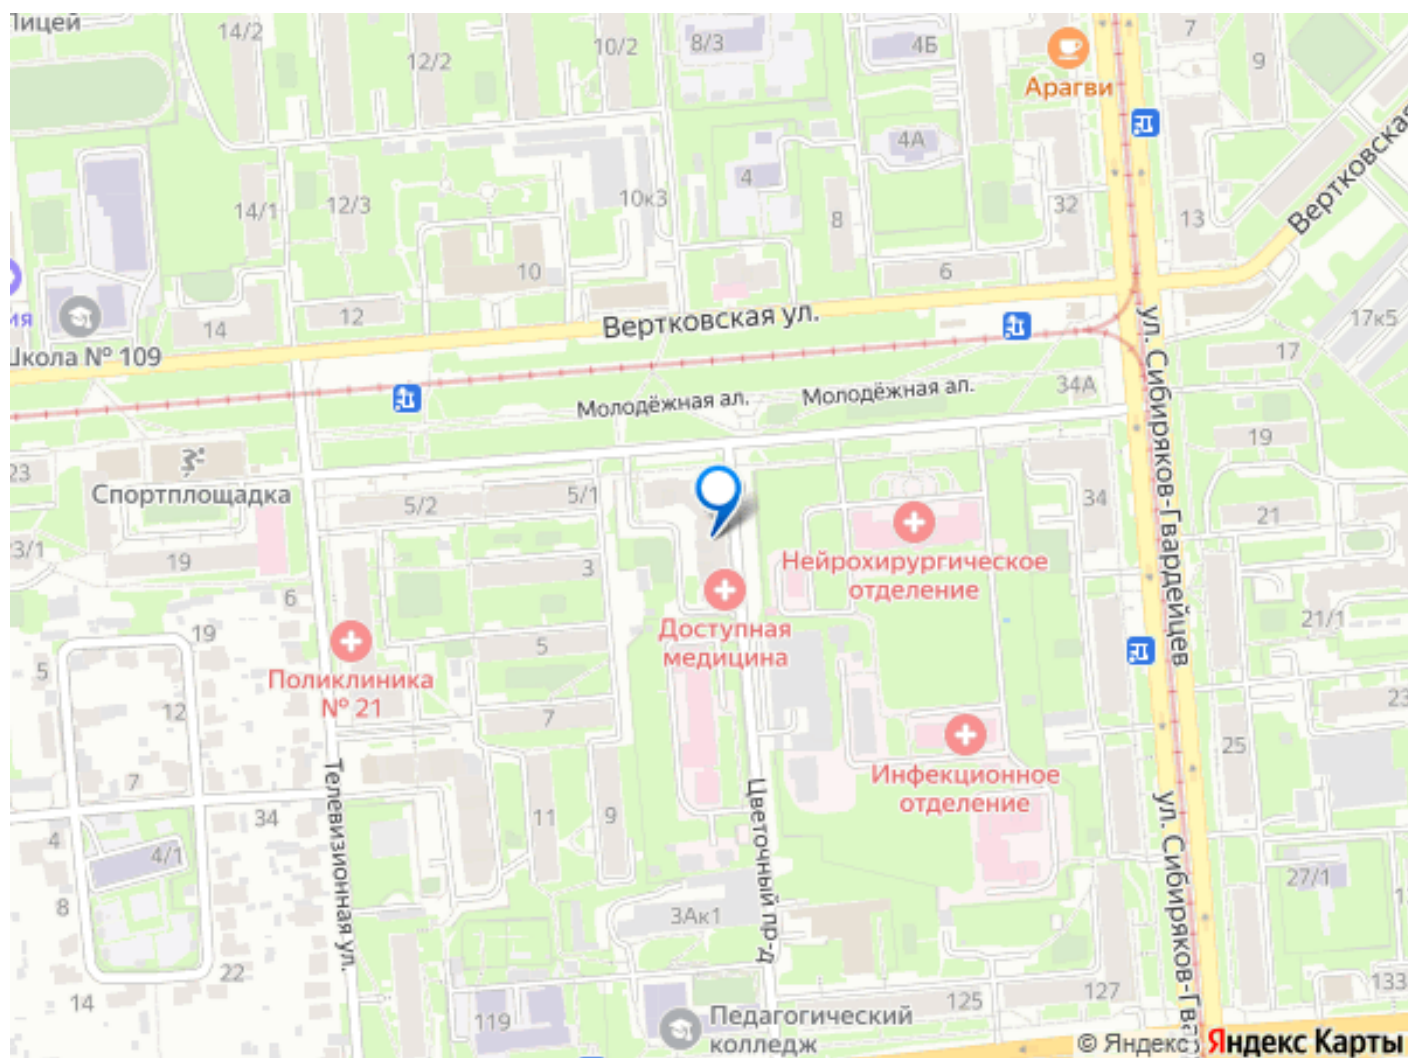 Лицей
14/2
12/2
10/2
8/3
4Б
7
9
Арагви
4А
4
10к3
14/1
12/3
8
32
13
Вертковская
10
6
14
12
Вертковская ул.
17к5
Школа № 109
ия
17
34А
Молодёжная ал.
Молодёжная ал.
ул. Сибиряков-Гвардейцев
19
23
Спортплощадка
5/2
5/1
34
21
3/1
19
3
Нейрохирургическое
отделение
6
19
5
5
Доступная
медицина
21/1
Поликлиника
№ 21
12
7
23
25
Инфекционное
отделение
7
34
11
9
Телевизионная ул.
Цветочный пр-д
ул. Сибиряков-Гва
4
4/1
27/1
8
3Ак1
22
14
119
125
127
133
Педагогический
колледж
© Яндекс
Яндекс Карты